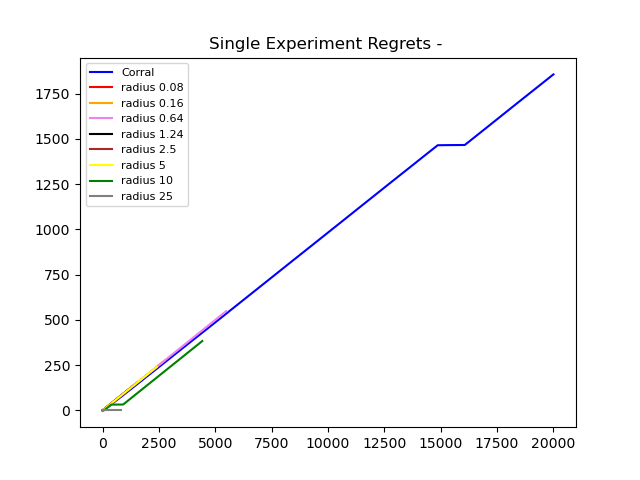 Single Experiment Regrets -
Corral
radius 0.08
radius 0.16
radius 0.64
radius 1.24
radius 2.5
radius 5
radius 10
radius 25
1750
1500
1250
1000
750
500
250
0
0 2500 5000 7500 10000 12500 15000 17500 20000